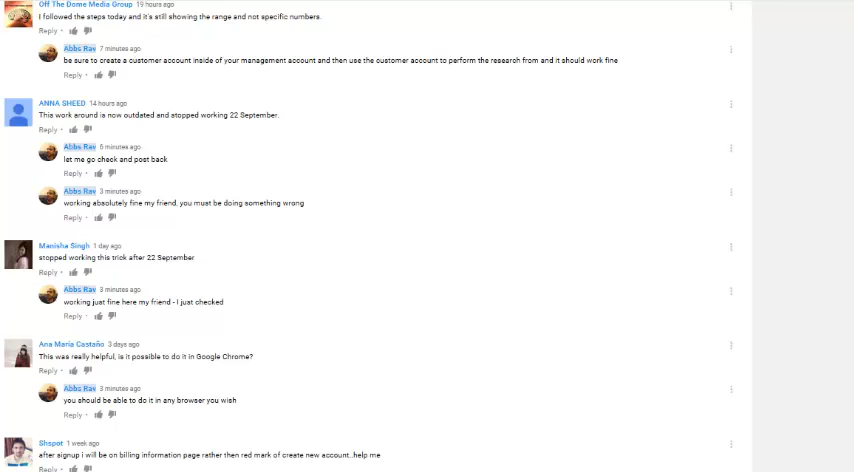 Off The Dome Media Group 19 hours ago
I followed the steps today and it's still showing the range and not specific numbers.
Reply •
Abbs Rav 7 minutes ago
be sure to create a customer account inside of your management account and then use the customer account to perform the research from and it should work fine
Reply •
ANNA SHEED 14 hours ago
This work around is now outdated and stopped working 22 September.
Reply •
Abbs Rav 6 minutes ago
let me go check and post back
Reply •
Abbs Rav 3 minutes ago
working absolutely fine my friend, you must be doing something wrong
Reply •
Manisha Singh 1 day ago
stopped working this trick after 22 September
Reply •
Abbs Rav 3 minutes ago
working just fine here my friend - I just checked
Reply •
Ana María Castaño 3 days ago
This was really helpful, is it possible to do it in Google Chrome?
Reply •
Abbs Rav 3 minutes ago
you should be able to do it in any browser you wish
Reply •
Shspot 1 week ago
after signup i will be on billing information page rather then red mark of create new account..help me
Reply •